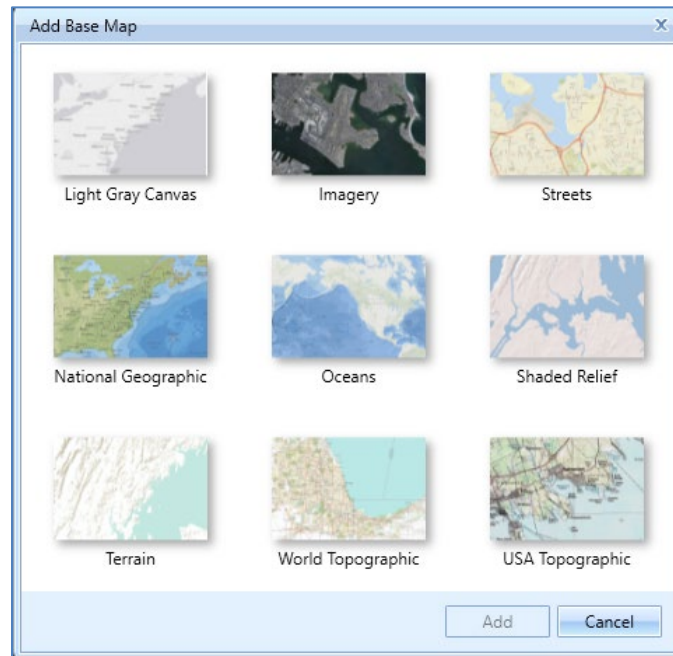 Add Base Map
Light Gray Canvas Imagery Streets
National Geographic Oceans Shaded Relief
Terrain World Topographic USA Topographic
Add Cancel